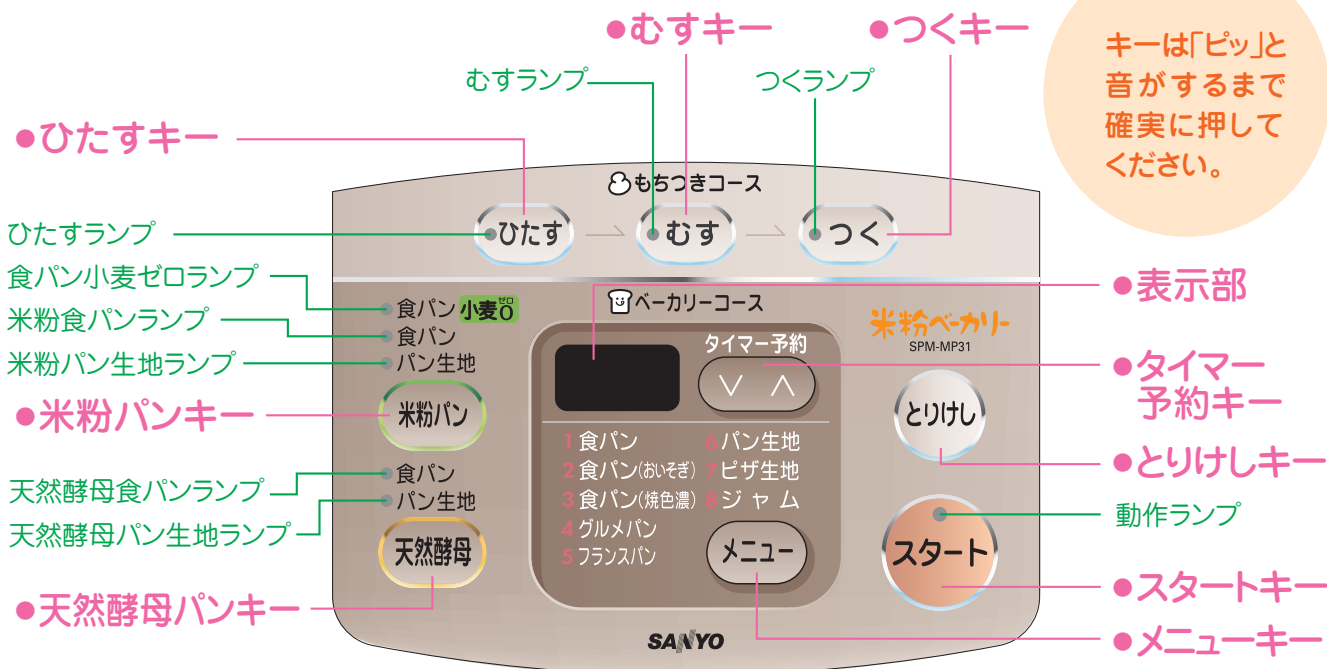 ●むすキー
●つくキー
キーは「ピッ」と
音がするまで
確実に押して
ください。
むすランプ
つくランプ
●ひたすキー
もちつきコース
ひたす
むす
つく
ひたすランプ
食パン小麦ゼロランプ
米粉食パンランプ
米粉パン生地ランプ
●米粉パンキー
天然酵母食パンランプ
天然酵母パン生地ランプ
●天然酵母パンキー
食パン 小麦0 ゼロ
食パン
パン生地
米粉パン
食パン
パン生地
天然酵母
ベーカリーコース
タイマー予約
∨ ∧
1 食パン
2 食パン(おいそぎ)
3 食パン(焼色濃)
4 グルメパン
5 フランスパン
6 パン生地
7 ピザ生地
8 ジャム
メニュー
米粉ベーカリー
SPM-MP31
とりけし
スタート
SANYO
●表示部
●タイマー
予約キー
●とりけしキー
動作ランプ
●スタートキー
●メニューキー